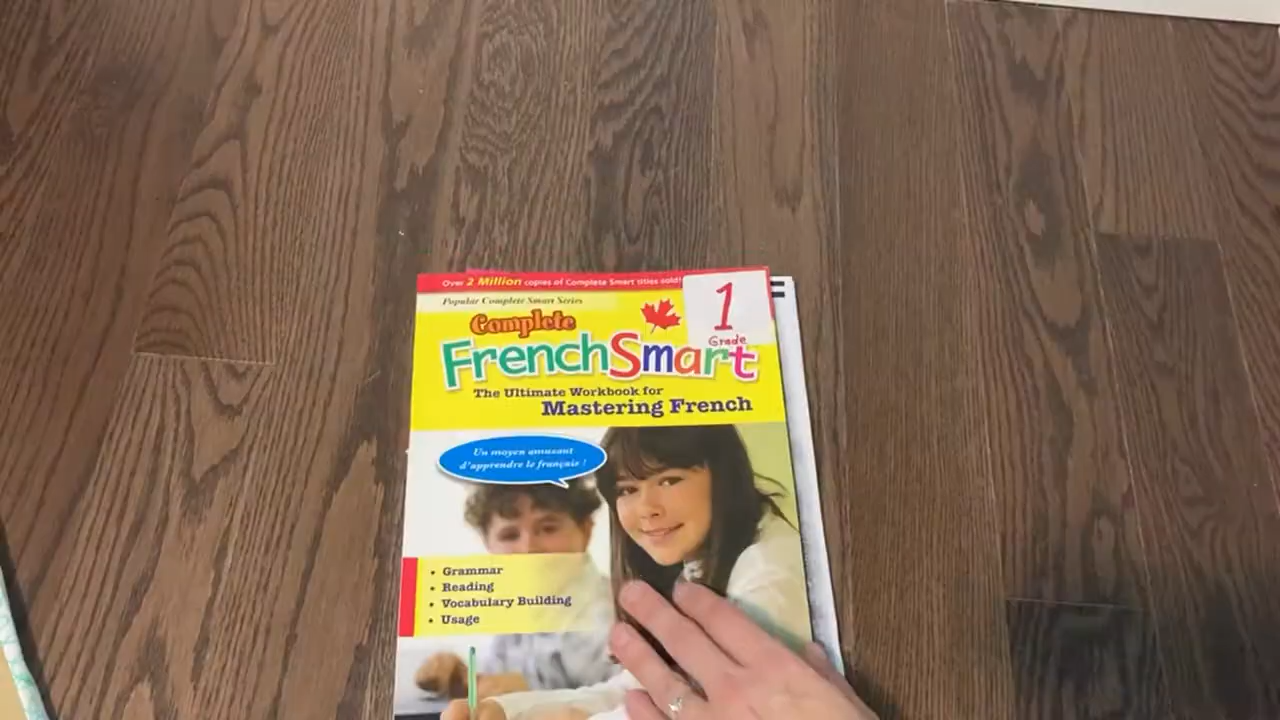 Over 2 Million copies of Complete Smart titles sold!
Popular Complete Smart Series
Complete
FrenchSmart
1
Grade
The Ultimate Workbook for
Mastering French
Un moyen amusant
d'apprendre le français !
• Grammar
• Reading
• Vocabulary Building
• Usage